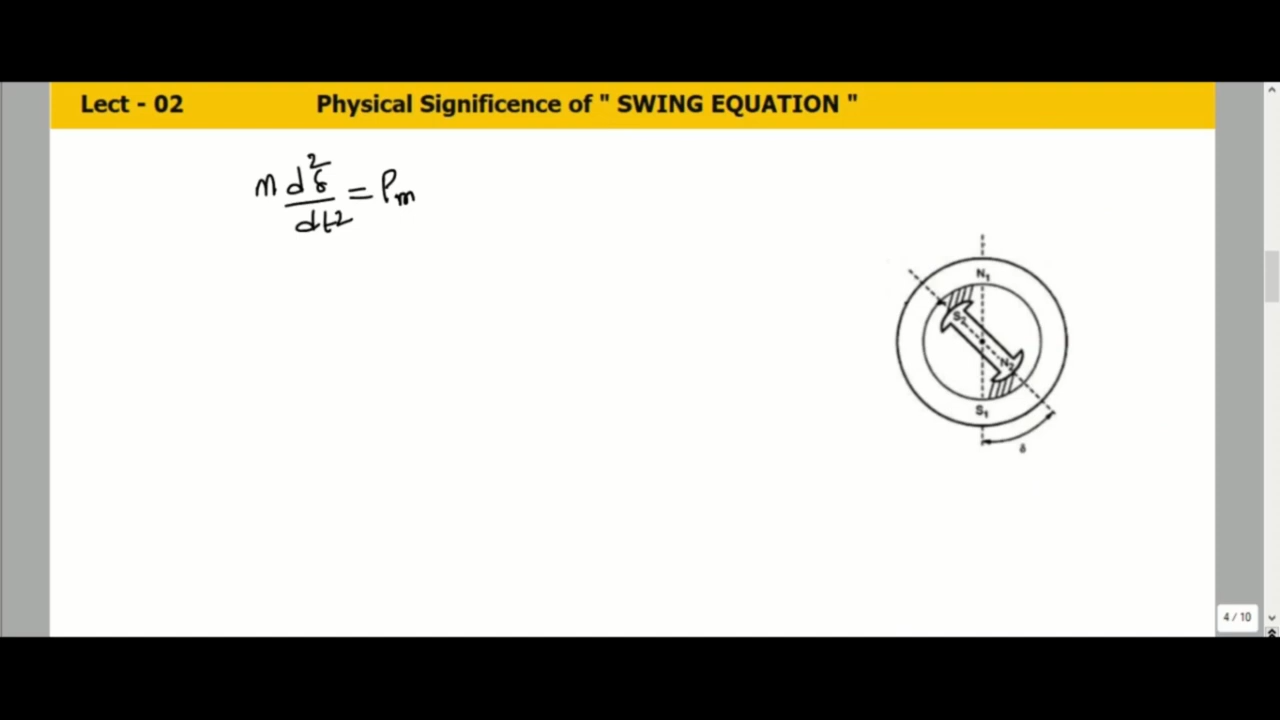 Lect - 02 Physical Significence of " SWING EQUATION "
M d²δ/dt² = Pm
N₁
S₂
N₂
S₁
δ
4 / 10